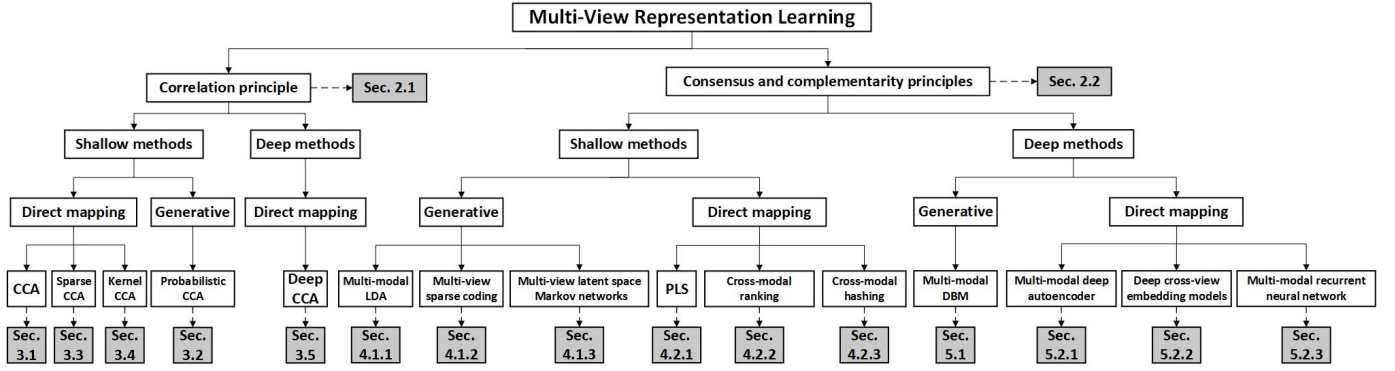 Multi-View Representation Learning
Correlation principle
Sec. 2.1
Consensus and complementarity principles
Sec. 2.2
Shallow methods
Deep methods
Shallow methods
Deep methods
Direct mapping
Generative
Direct mapping
Generative
Direct mapping
Generative
Direct mapping
CCA
Sparse
CCA
Kernel
CCA
Probabilistic
CCA
Deep
CCA
Multi-modal
LDA
Multi-view
sparse coding
Multi-view latent space
Markov networks
PLS
Cross-modal
ranking
Cross-modal
hashing
Multi-modal
DBM
Multi-modal deep
autoencoder
Deep cross-view
embedding models
Multi-modal recurrent
neural network
Sec.
3.1
Sec.
3.3
Sec.
3.4
Sec.
3.2
Sec.
3.5
Sec.
4.1.1
Sec.
4.1.2
Sec.
4.1.3
Sec.
4.2.1
Sec.
4.2.2
Sec.
4.2.3
Sec.
5.1
Sec.
5.2.1
Sec.
5.2.2
Sec.
5.2.3